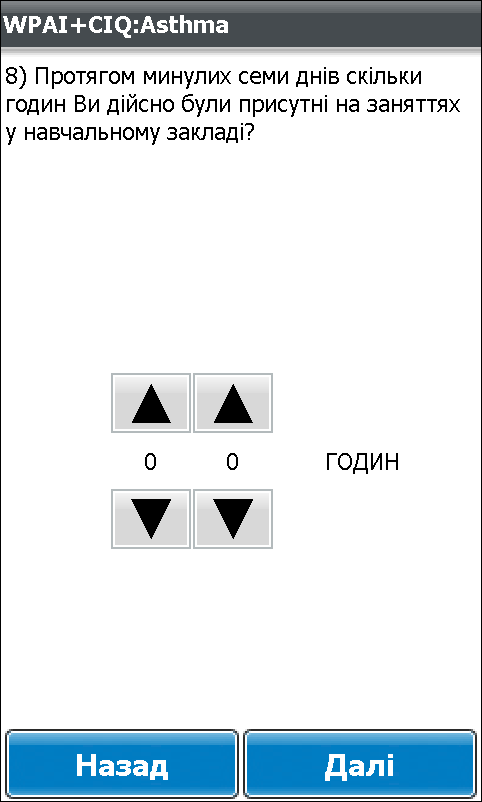 WPAI+CIQ:Asthma
8) Протягом минулих семи днів скільки
годин Ви дійсно були присутні на заняттях
у навчальному закладі?
0 0 ГОДИН
Назад Далі